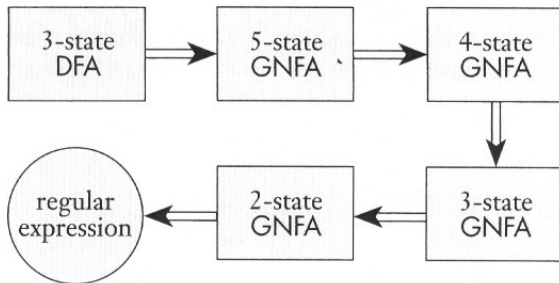 3-state
DFA
5-state
GNFA
4-state
GNFA
3-state
GNFA
2-state
GNFA
regular
expression